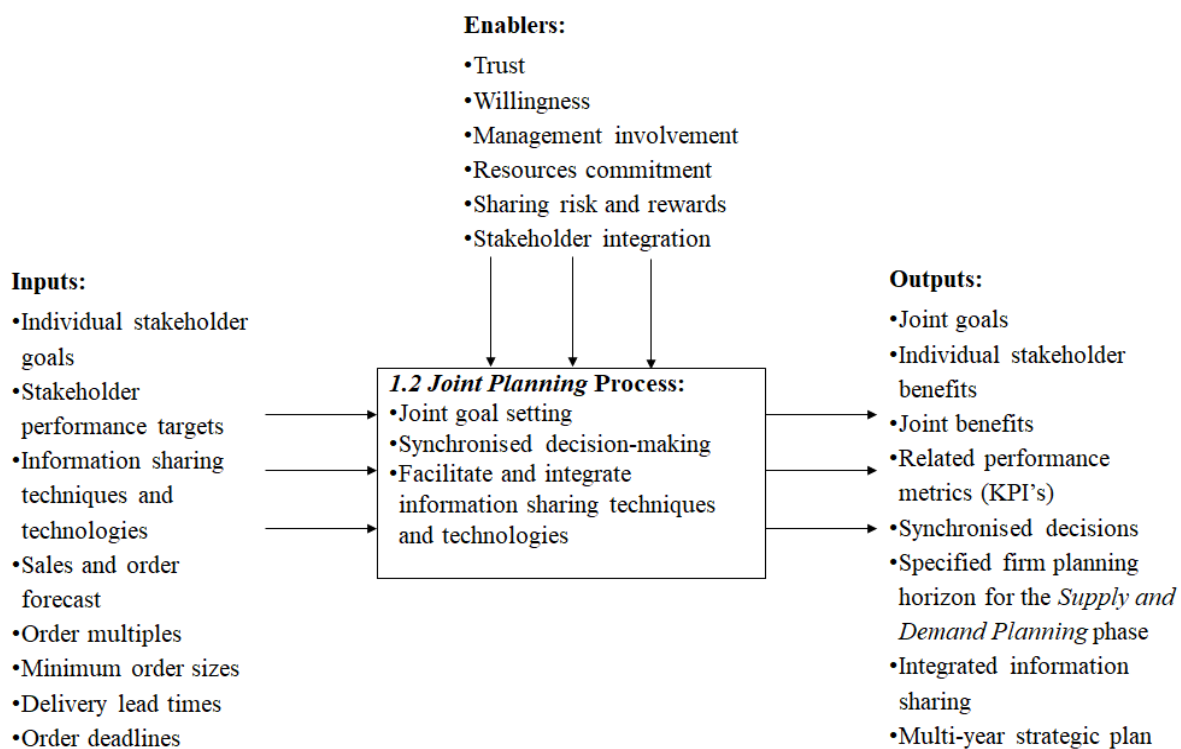 Enablers:
•Trust
•Willingness
•Management involvement
•Resources commitment
•Sharing risk and rewards
•Stakeholder integration
Inputs:
•Individual stakeholder
goals
•Stakeholder
performance targets
•Information sharing
techniques and
technologies
•Sales and order
forecast
•Order multiples
•Minimum order sizes
•Delivery lead times
•Order deadlines
1.2 Joint Planning Process:
•Joint goal setting
•Synchronised decision-making
•Facilitate and integrate
information sharing techniques
and technologies
Outputs:
•Joint goals
•Individual stakeholder
benefits
•Joint benefits
•Related performance
metrics (KPI’s)
•Synchronised decisions
•Specified firm planning
horizon for the Supply and
Demand Planning phase
•Integrated information
sharing
•Multi-year strategic plan